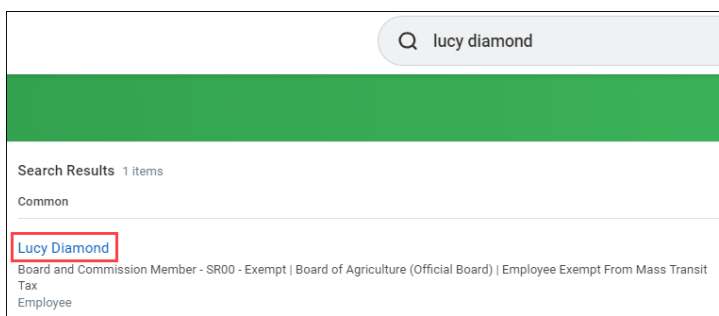 lucy diamond
Search Results 1 items
Common
Lucy Diamond
Board and Commission Member - SR00 - Exempt | Board of Agriculture (Official Board) | Employee Exempt From Mass Transit
Tax
Employee